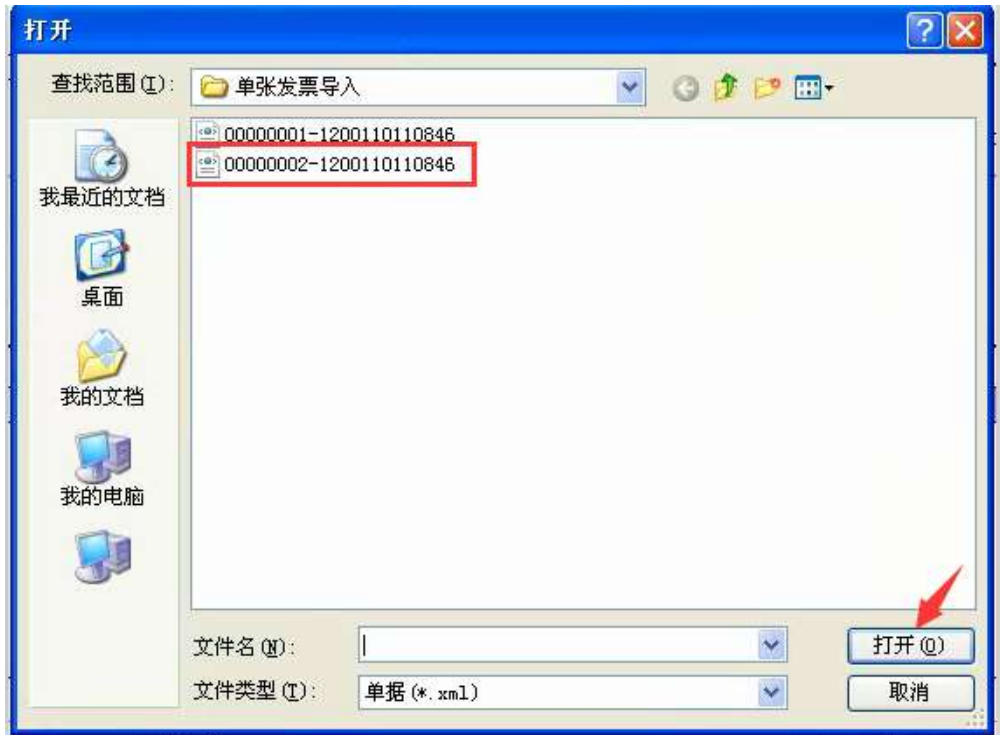 打开
查找范围(I):
单张发票导入
00000001-1200110110846
00000002-1200110110846
我最近的文档
桌面
我的文档
我的电脑
文件名(N):
打开(O)
文件类型(T):
单据(*.xml)
取消